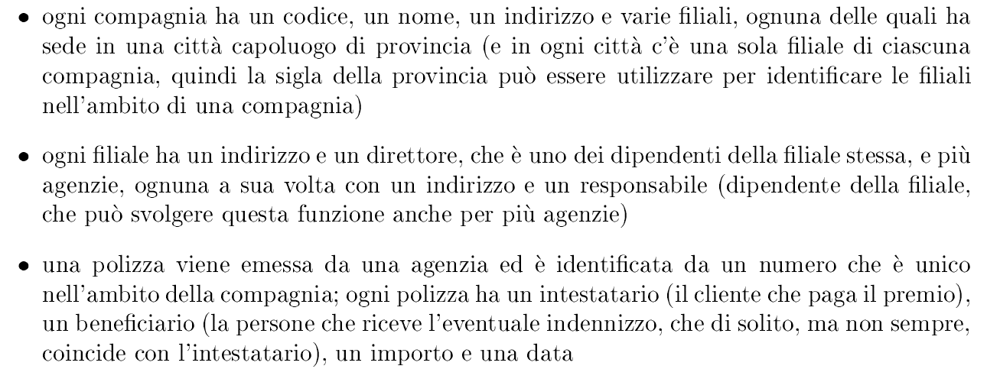 • ogni compagnia ha un codice, un nome, un indirizzo e varie filiali, ognuna delle quali ha
sede in una città capoluogo di provincia (e in ogni città c'è una sola filiale di ciascuna
compagnia, quindi la sigla della provincia può essere utilizzare per identificare le filiali
nell'ambito di una compagnia)
• ogni filiale ha un indirizzo e un direttore, che è uno dei dipendenti della filiale stessa, e più
agenzie, ognuna a sua volta con un indirizzo e un responsabile (dipendente della filiale,
che può svolgere questa funzione anche per più agenzie)
• una polizza viene emessa da una agenzia ed è identificata da un numero che è unico
nell'ambito della compagnia; ogni polizza ha un intestatario (il cliente che paga il premio),
un beneficiario (la persone che riceve l'eventuale indennizzo, che di solito, ma non sempre,
coincide con l'intestatario), un importo e una data